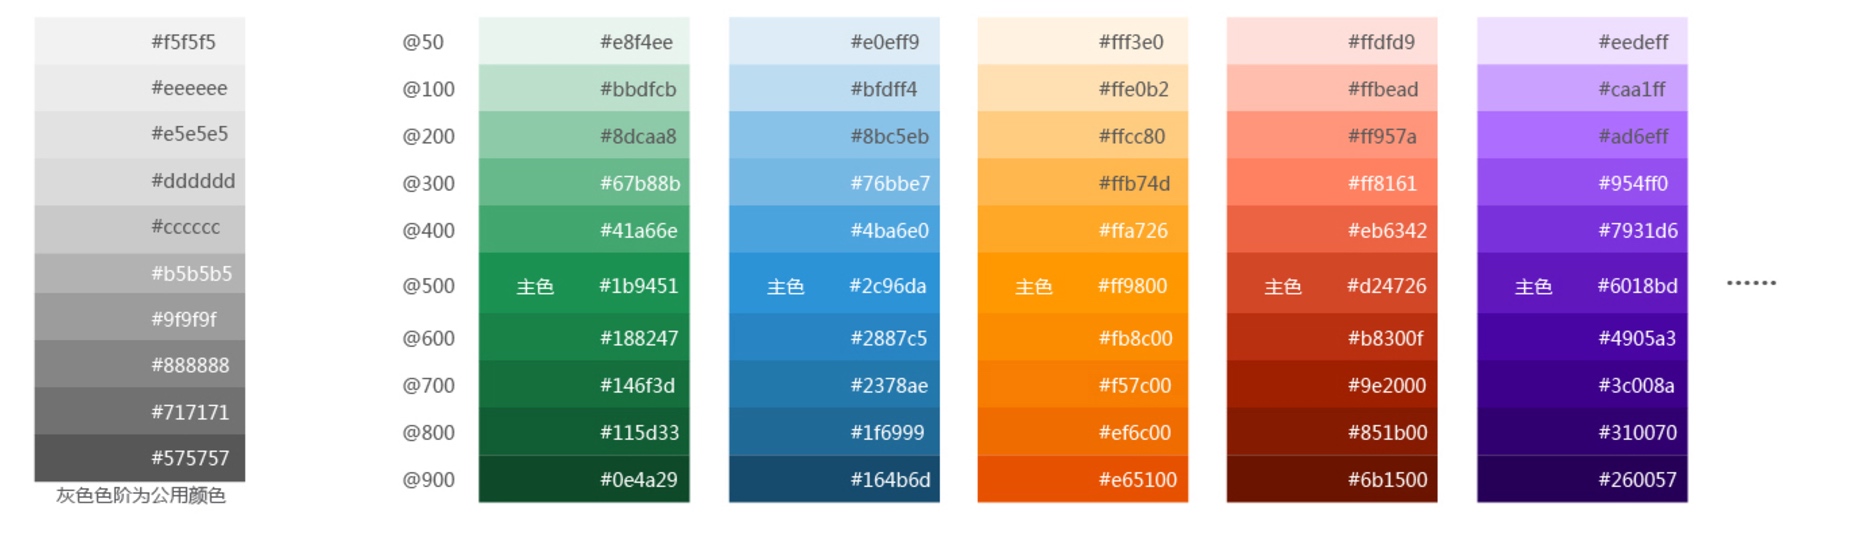 #f5f5f5
#eeeeee
#e5e5e5
#dddddd
#cccccc
#b5b5b5
#9f9f9f
#888888
#717171
#575757
灰色色阶为公用颜色
@50 #e8f4ee #e0eff9 #fff3e0 #ffdfd9 #eedeff
@100 #bbdfcb #bfdff4 #ffe0b2 #ffbead #caa1ff
@200 #8dcaa8 #8bc5eb #ffcc80 #ff957a #ad6eff
@300 #67b88b #76bbe7 #ffb74d #ff8161 #954ff0
@400 #41a66e #4ba6e0 #ffa726 #eb6342 #7931d6
@500 主色 #1b9451 主色 #2c96da 主色 #ff9800 主色 #d24726 主色 #6018bd ······
@600 #188247 #2887c5 #fb8c00 #b8300f #4905a3
@700 #146f3d #2378ae #f57c00 #9e2000 #3c008a
@800 #115d33 #1f6999 #ef6c00 #851b00 #310070
@900 #0e4a29 #164b6d #e65100 #6b1500 #260057